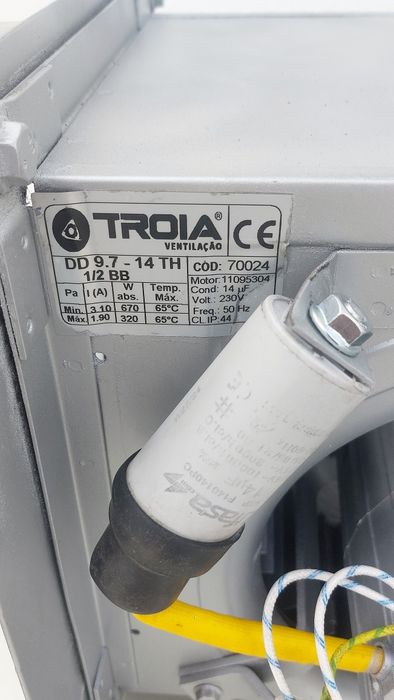 TROIA®
VENTILAÇÃO
CE
DD 9.7 - 14 TH
1/2 BB
CÓD: 70024
Motor:11095304
Cond: 14 µF
Volt.: 230V
Freq.: 50 Hz
CL IP:44
Pa I (A) W abs. Temp. Máx.
Min. 3.10 670 65°C
Máx. 1.90 320 65°C